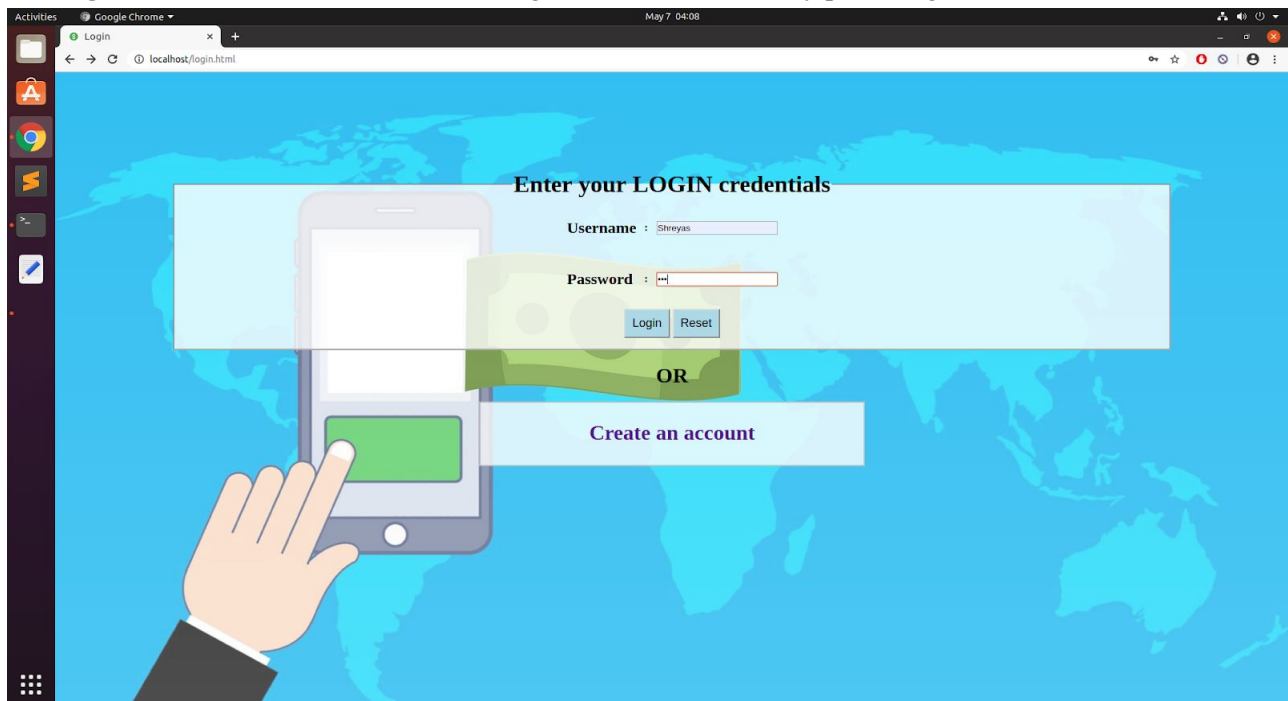 Activities Google Chrome May 7 04:08
Login
localhost/login.html
Enter your LOGIN credentials
Username : Shreyas
Password : •••
Login Reset
OR
Create an account